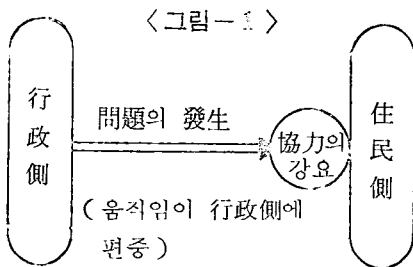 〈그림－1〉
行政側
問題의 發生
協力의
강요
住民側
(움직임이 行政側에
편중)